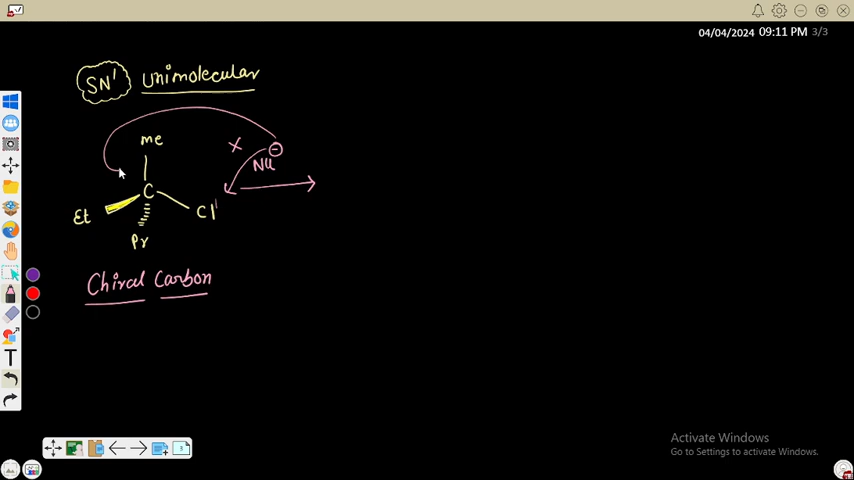 04/04/2024 09:11 PM 3/3
SN1 Unimolecular
me
x
Nu
C
Et
Cl
Pr
Chiral Carbon
T
3
Activate Windows
Go to Settings to activate Windows.